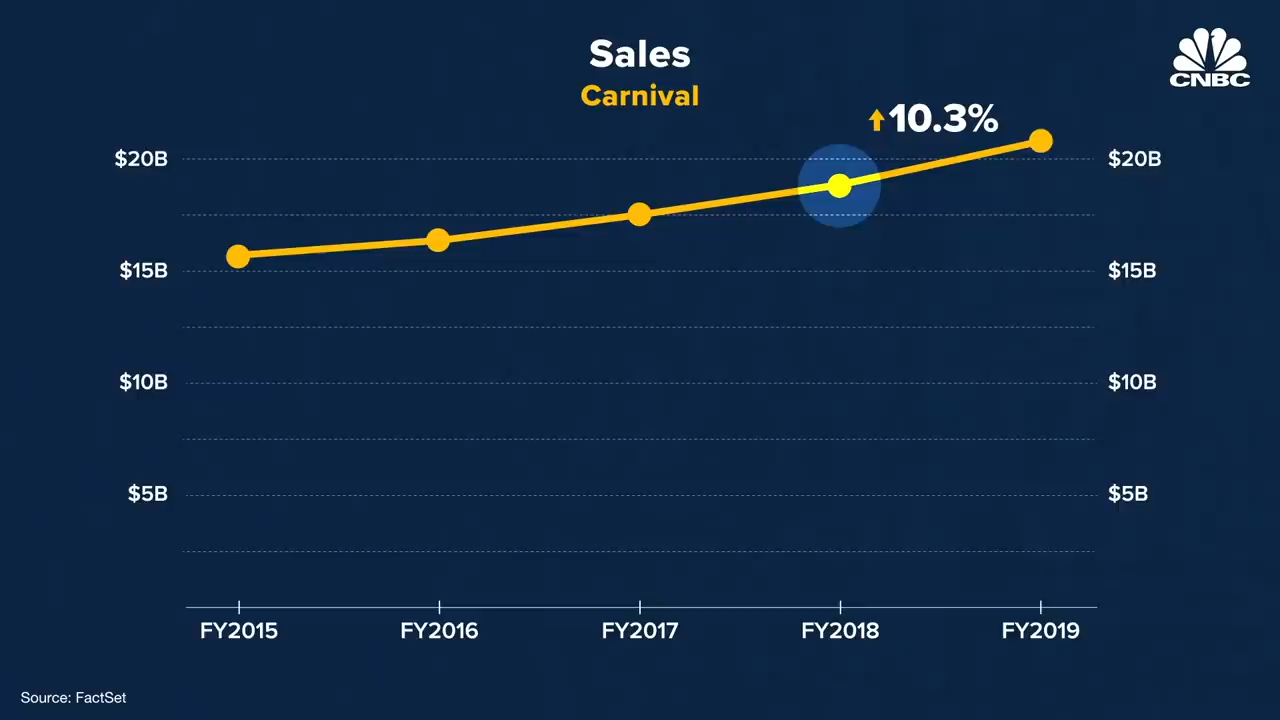 Sales
Carnival
CNBC
10.3%
$20B
$20B
$15B
$15B
$10B
$10B
$5B
$5B
FY2015 FY2016 FY2017 FY2018 FY2019
Source: FactSet